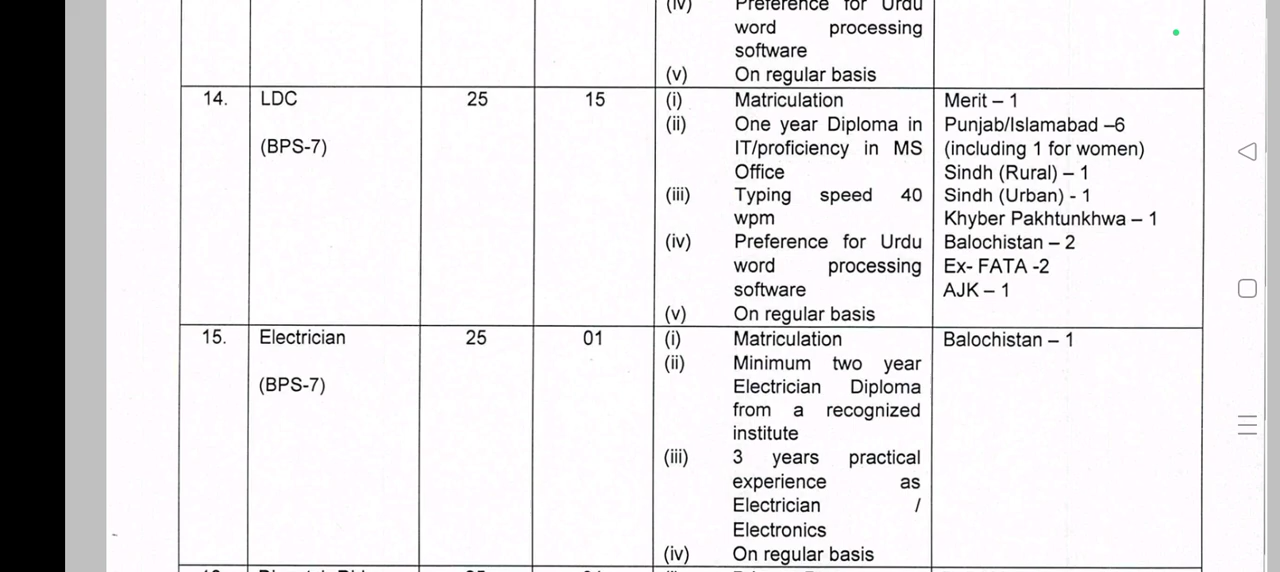 (iv) Preference for Urdu
word processing
software
(v) On regular basis
14. LDC 25 15 (i) Matriculation Merit – 1
(ii) One year Diploma in Punjab/Islamabad –6
(BPS-7) IT/proficiency in MS (including 1 for women)
Office Sindh (Rural) – 1
(iii) Typing speed 40 Sindh (Urban) - 1
wpm Khyber Pakhtunkhwa – 1
(iv) Preference for Urdu Balochistan – 2
word processing Ex- FATA -2
software AJK – 1
(v) On regular basis
15. Electrician 25 01 (i) Matriculation Balochistan – 1
(ii) Minimum two year
(BPS-7) Electrician Diploma
from a recognized
institute
(iii) 3 years practical
experience as
Electrician /
Electronics
(iv) On regular basis